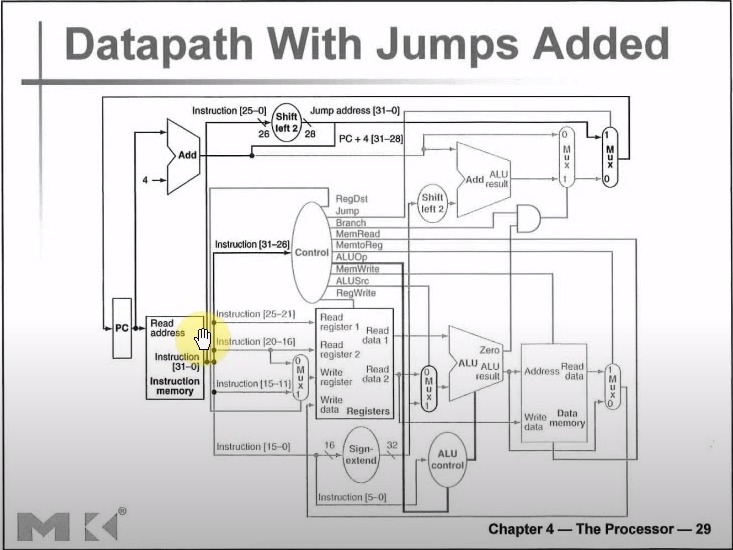 Datapath With Jumps Added
Instruction [25–0]
Shift
left 2
Jump address [31–0]
26
28
PC + 4 [31–28]
Add
4
0
M
u
x
1
1
M
u
x
0
Add ALU
result
Shift
left 2
RegDst
Jump
Branch
MemRead
MemtoReg
ALUOp
MemWrite
ALUSrc
RegWrite
Instruction [31–26]
Control
PC
Read
address
Instruction
[31–0]
Instruction
memory
Instruction [25–21]
Instruction [20–16]
Instruction [15–11]
0
M
u
x
1
Read
register 1
Read
data 1
Read
register 2
Write
register
Read
data 2
Write
data
Registers
0
M
u
x
1
Zero
ALU ALU
result
Address
Read
data
Write
data
Data
memory
1
M
u
x
0
Instruction [15–0]
16
Sign-
extend
32
ALU
control
Instruction [5–0]
MK®
Chapter 4 — The Processor — 29